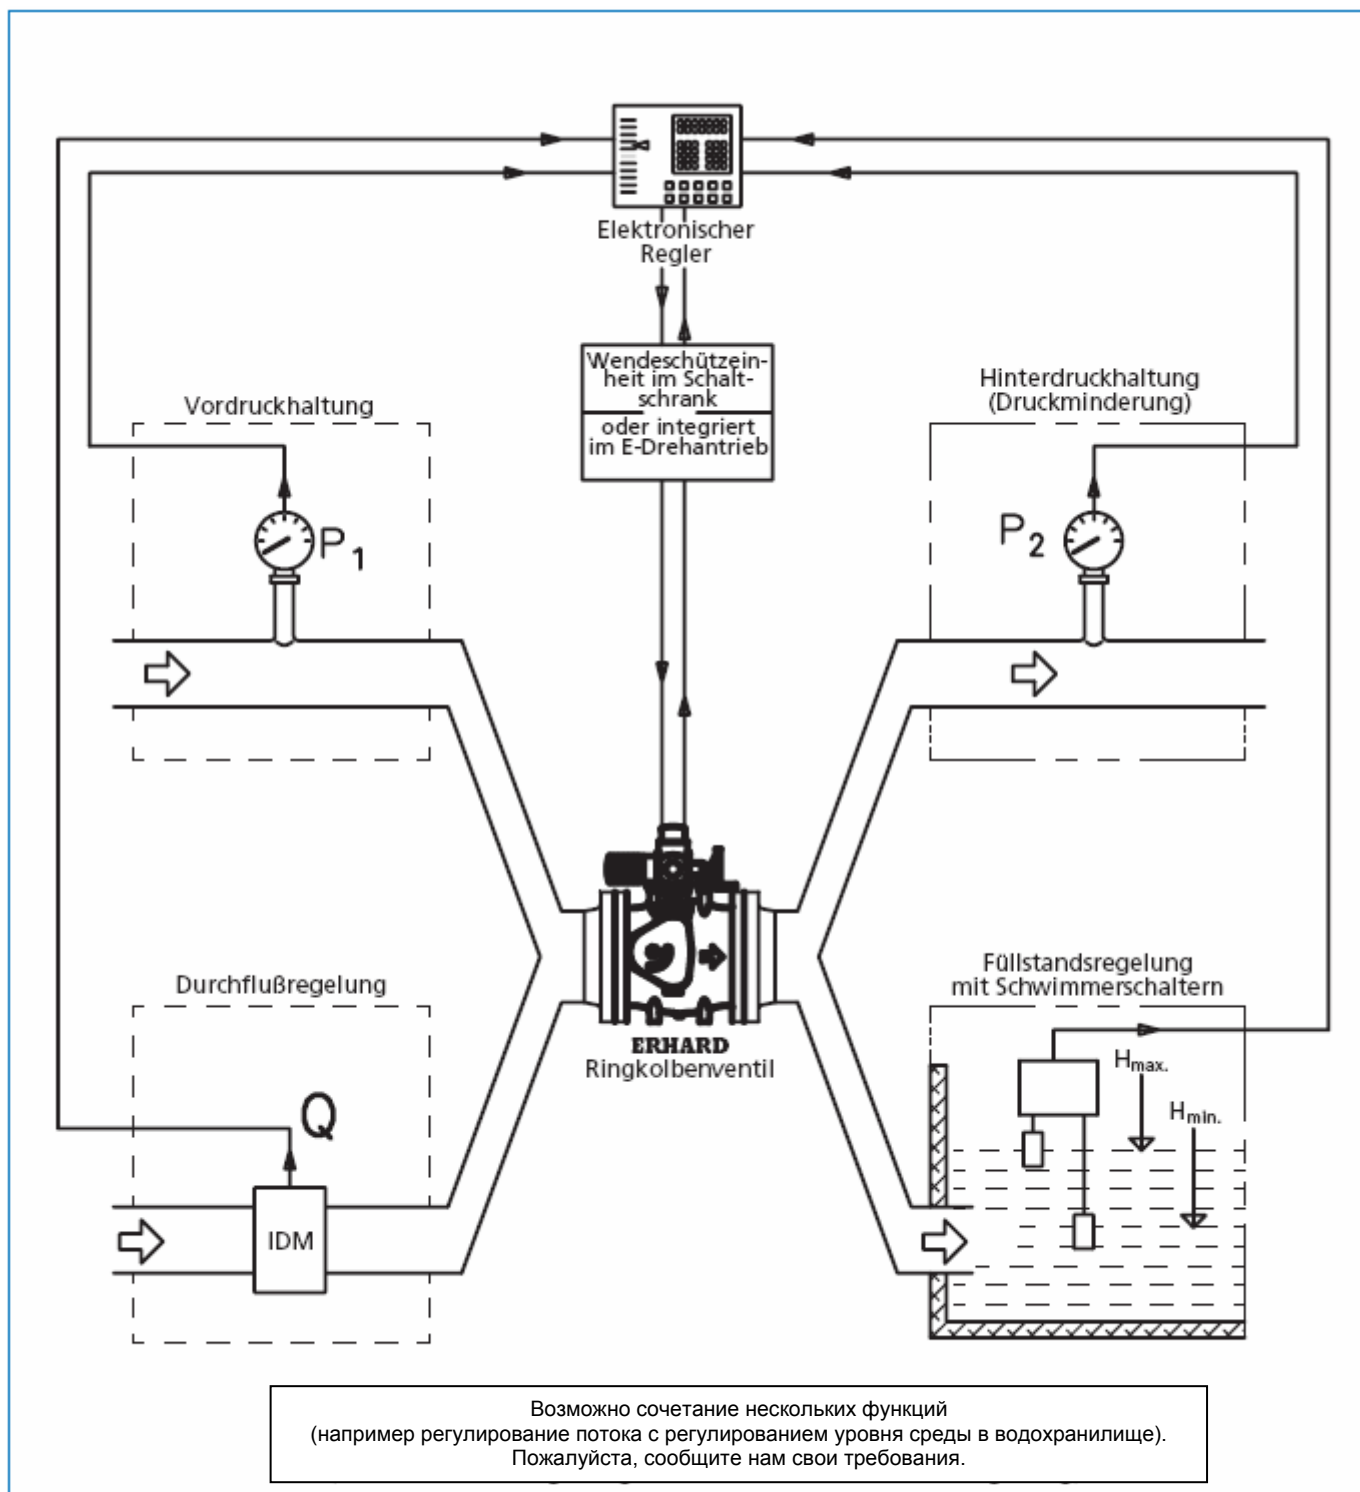 Elektronischer
Regler
Wendeschützein-
heit im Schalt-
schrank
oder integriert
im E-Drehantrieb
Vordruckhaltung
P1
Hinterdruckhaltung
(Druckminderung)
P2
Durchflußregelung
Q
IDM
ERHARD
Ringkolbenventil
Füllstandsregelung
mit Schwimmerschaltern
Hmax.
Hmin.
Возможно сочетание нескольких функций
(например регулирование потока с регулированием уровня среды в водохранилище).
Пожалуйста, сообщите нам свои требования.